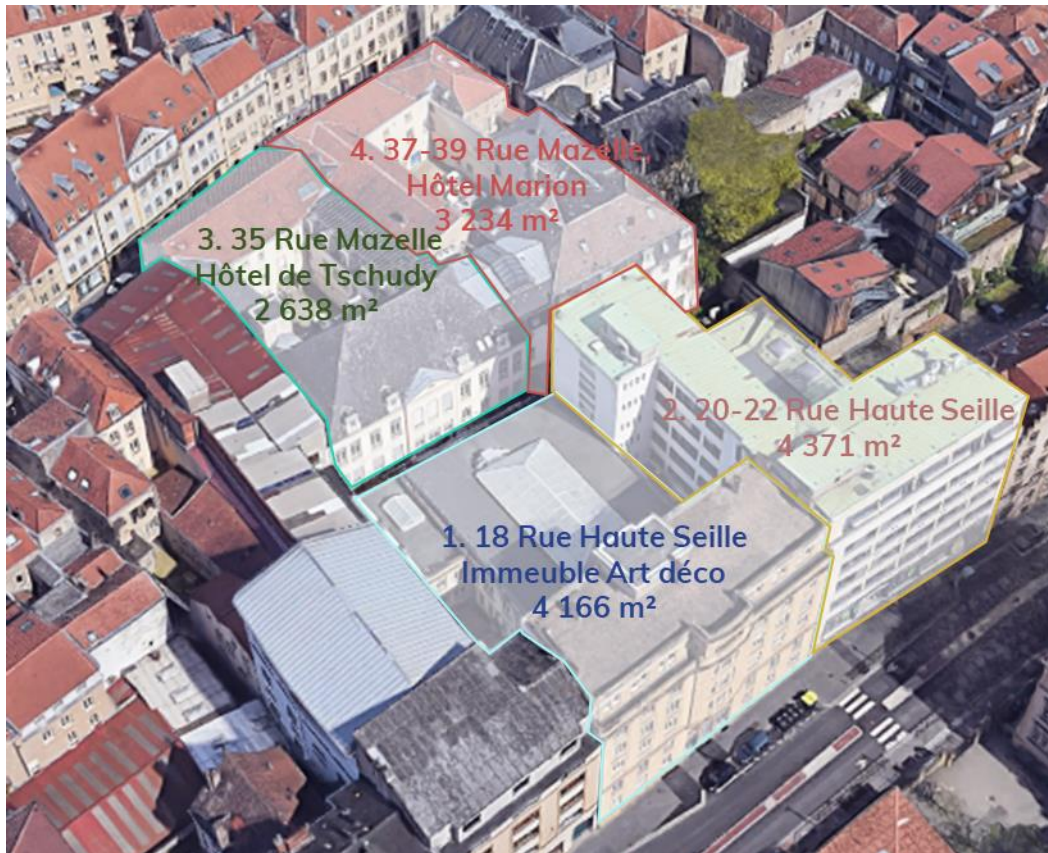 4. 37-39 Rue Mazelle,
Hôtel Marion
3 234 m²
3. 35 Rue Mazelle
Hôtel de Tschudy
2 638 m²
2. 20-22 Rue Haute Seille
4 371 m²
1. 18 Rue Haute Seille
Immeuble Art déco
4 166 m²